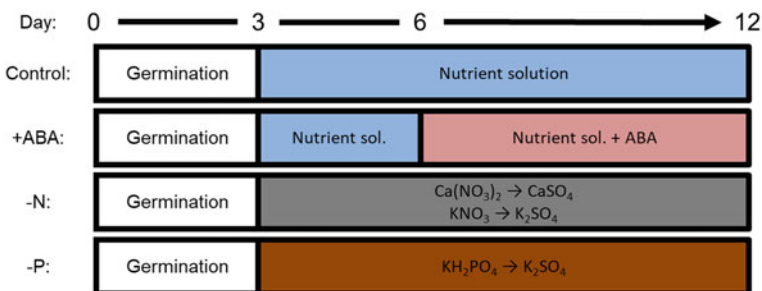 Day: 0 3 6 12
Control: Germination Nutrient solution
+ABA: Germination Nutrient sol. Nutrient sol. + ABA
-N: Germination Ca(NO₃)₂ → CaSO₄
KNO₃ → K₂SO₄
-P: Germination KH₂PO₄ → K₂SO₄